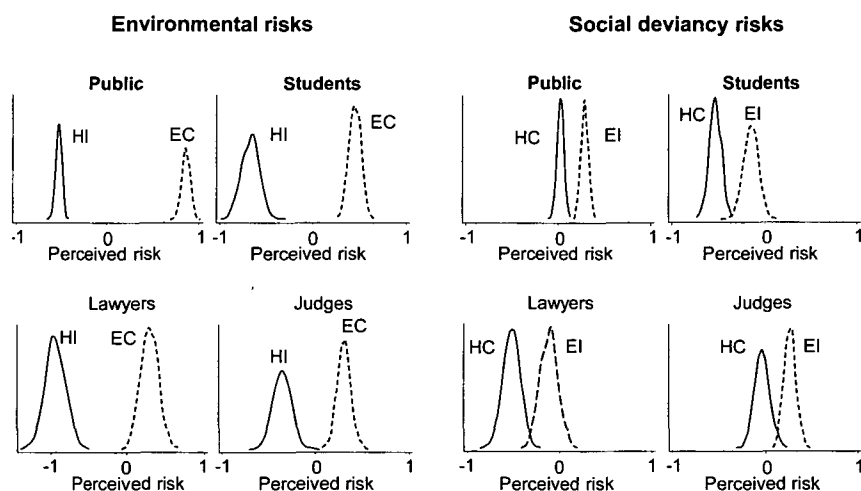 Environmental risks
Social deviancy risks
Public
Students
Public
Students
HI
EC
HI
EC
HC
EI
HC
EI
-1
0
1
-1
0
1
-1
0
1
-1
0
1
Perceived risk
Perceived risk
Perceived risk
Perceived risk
Lawyers
Judges
Lawyers
Judges
HI
EC
HI
EC
HC
EI
HC
EI
-1
0
1
-1
0
1
-1
0
1
-1
0
1
Perceived risk
Perceived risk
Perceived risk
Perceived risk